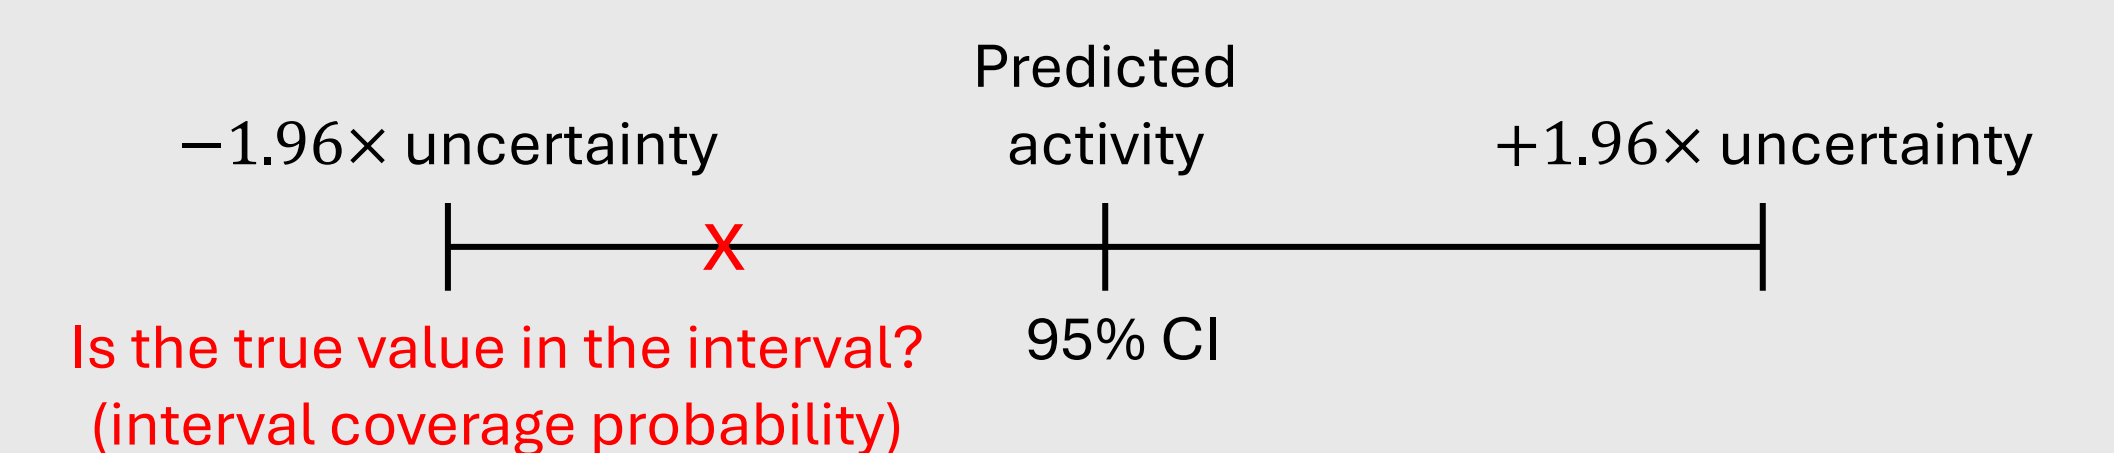 Predicted
activity
−1.96× uncertainty
+1.96× uncertainty
x
95% CI
Is the true value in the interval?
(interval coverage probability)